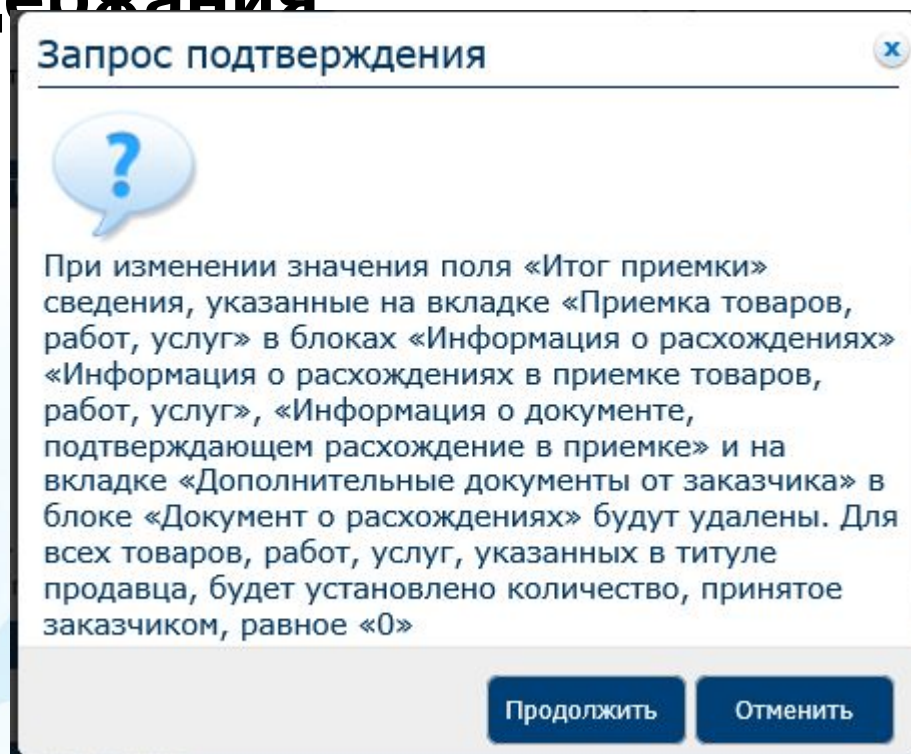 Запрос подтверждения
x
?
При изменении значения поля «Итог приемки»
сведения, указанные на вкладке «Приемка товаров,
работ, услуг» в блоках «Информация о расхождениях»
«Информация о расхождениях в приемке товаров,
работ, услуг», «Информация о документе,
подтверждающем расхождение в приемке» и на
вкладке «Дополнительные документы от заказчика» в
блоке «Документ о расхождениях» будут удалены. Для
всех товаров, работ, услуг, указанных в титуле
продавца, будет установлено количество, принятое
заказчиком, равное «0»
Продолжить Отменить